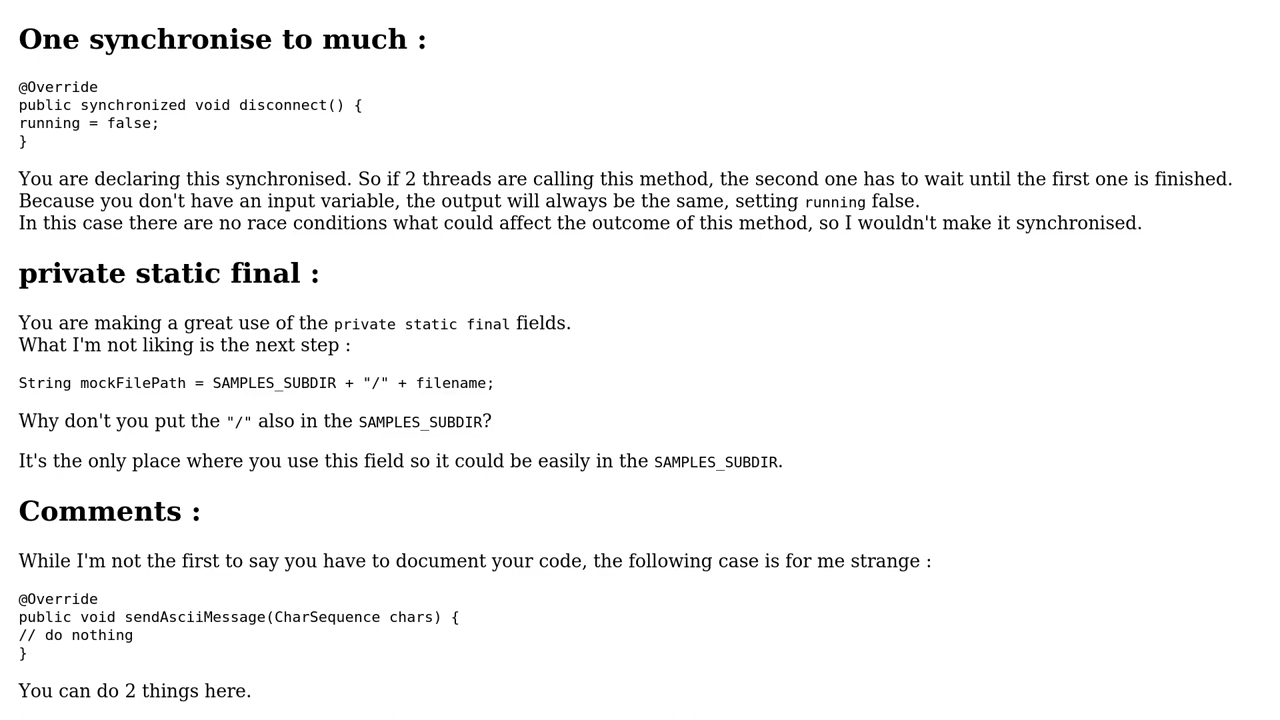 One synchronise to much :
@Override
public synchronized void disconnect() {
running = false;
}
You are declaring this synchronised. So if 2 threads are calling this method, the second one has to wait until the first one is finished.
Because you don't have an input variable, the output will always be the same, setting running false.
In this case there are no race conditions what could affect the outcome of this method, so I wouldn't make it synchronised.
private static final :
You are making a great use of the private static final fields.
What I'm not liking is the next step :
String mockFilePath = SAMPLES_SUBDIR + "/" + filename;
Why don't you put the "/" also in the SAMPLES_SUBDIR?
It's the only place where you use this field so it could be easily in the SAMPLES_SUBDIR.
Comments :
While I'm not the first to say you have to document your code, the following case is for me strange :
@Override
public void sendAsciiMessage(CharSequence chars) {
// do nothing
}
You can do 2 things here.